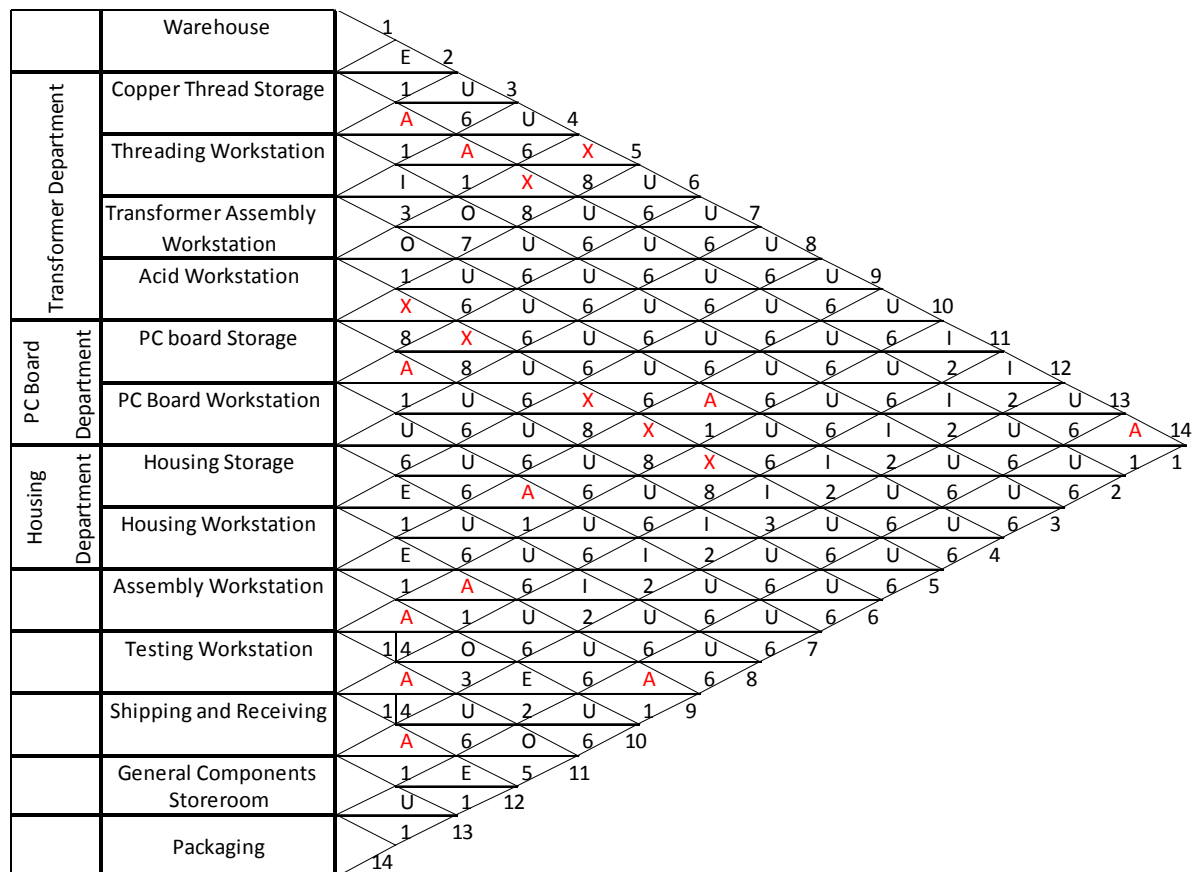 Warehouse 1
E 2
Transformer Department
Copper Thread Storage 1 U 3
A 6 U 4
Threading Workstation 1 A 6 X 5
I 1 X 8 U 6
Transformer Assembly 3 O 8 U 6 U 7
Workstation O 7 U 6 U 6 U 8
Acid Workstation 1 U 6 U 6 U 6 U 9
X 6 U 6 U 6 U 6 U 10
PC Board
Department
PC board Storage 8 X 6 U 6 U 6 U 6 I 11
A 8 U 6 U 6 U 6 U 2 I 12
PC Board Workstation 1 U 6 X 6 A 6 U 6 I 2 U 13
U 6 U 8 X 1 U 6 I 2 U 6 A 14
Housing
Department
Housing Storage 6 U 6 U 8 X 6 I 2 U 6 U 1 1
E 6 A 6 U 8 I 2 U 6 U 6 2
Housing Workstation 1 U 1 U 6 I 3 U 6 U 6 3
E 6 U 6 I 2 U 6 U 6 4
Assembly Workstation 1 A 6 I 2 U 6 U 6 5
A 1 U 2 U 6 U 6 6
Testing Workstation 1 4 O 6 U 6 U 6 7
A 3 E 6 A 6 8
Shipping and Receiving 1 4 U 2 U 1 9
A 6 O 6 10
General Components 1 E 5 11
Storeroom U 1 12
Packaging 1 13
14